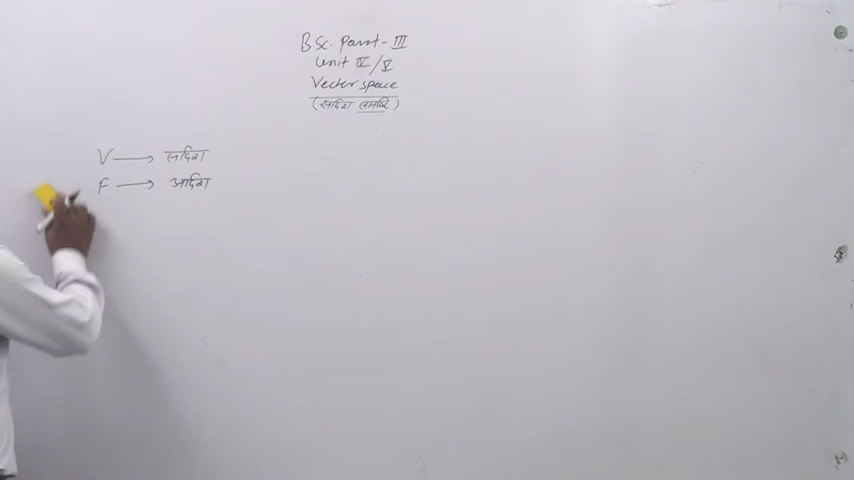 B Sc. Part - III
Unit IV / V
Vector space
(सदिश समष्टि)
V → सदिश
F → अदिश